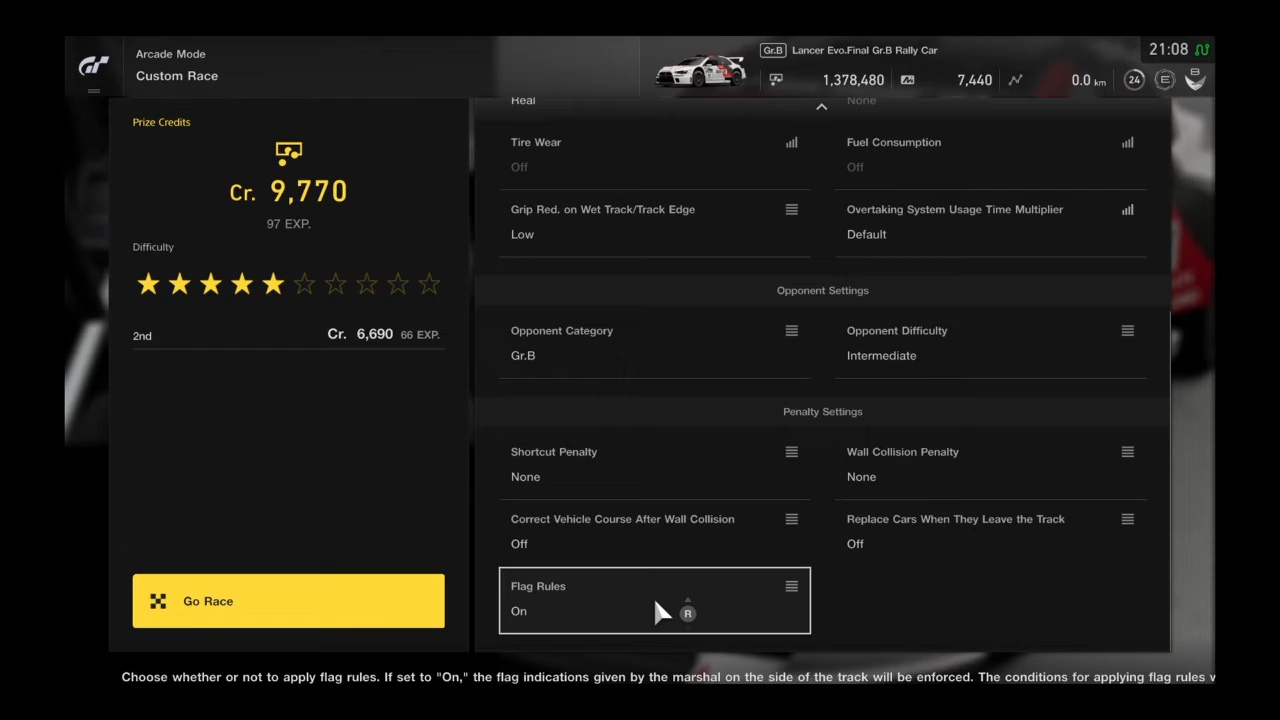 Arcade Mode
Custom Race
Gr.B Lancer Evo.Final Gr.B Rally Car
21:08
1,378,480 7,440 0.0 km 24 E B
Prize Credits
Cr. 9,770
97 EXP.
Difficulty
2nd Cr. 6,690 66 EXP.
Go Race
Real None
Tire Wear Fuel Consumption
Off Off
Grip Red. on Wet Track/Track Edge Overtaking System Usage Time Multiplier
Low Default
Opponent Settings
Opponent Category Opponent Difficulty
Gr.B Intermediate
Penalty Settings
Shortcut Penalty Wall Collision Penalty
None None
Correct Vehicle Course After Wall Collision Replace Cars When They Leave the Track
Off Off
Flag Rules
On
R
Choose whether or not to apply flag rules. If set to "On," the flag indications given by the marshal on the side of the track will be enforced. The conditions for applying flag rules